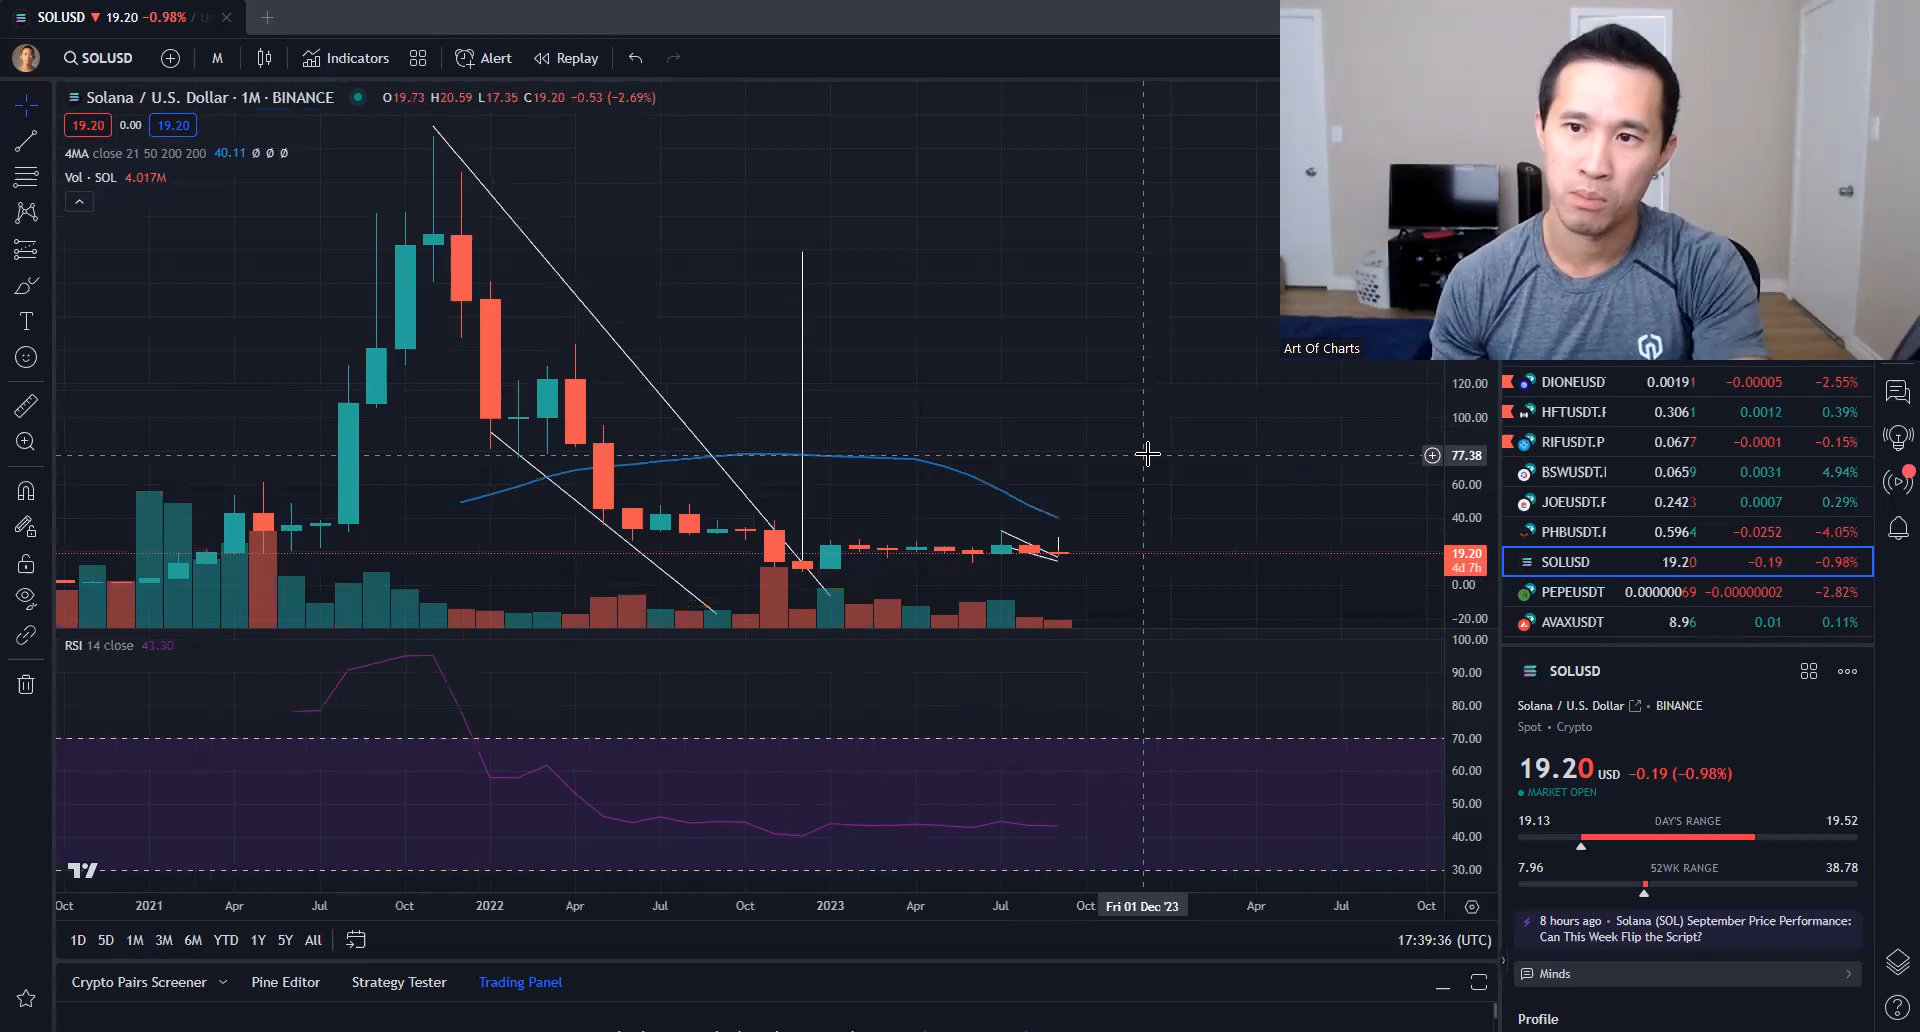 SOLUSD ▼ 19.20 −0.98% / U
SOLUSD
M
Indicators
Alert
Replay
Solana / U.S. Dollar · 1M · BINANCE
O19.73 H20.59 L17.35 C19.20 −0.53 (−2.69%)
19.20
0.00
19.20
4MA close 21 50 200 200 40.11 Ø Ø Ø
Vol · SOL 4.017M
Art Of Charts
120.00
100.00
77.38
60.00
40.00
19.20
4d 7h
0.00
−20.00
RSI 14 close 43.30
100.00
90.00
80.00
70.00
60.00
50.00
40.00
30.00
Oct
2021
Apr
Jul
Oct
2022
Apr
Jul
Oct
2023
Apr
Jul
Oct
Fri 01 Dec '23
Apr
Jul
Oct
1D 5D 1M 3M 6M YTD 1Y 5Y All
17:39:36 (UTC)
Crypto Pairs Screener
Pine Editor
Strategy Tester
Trading Panel
DIONEUSD 0.00191 −0.00005 −2.55%
HFTUSDT.F 0.3061 0.0012 0.39%
RIFUSDT.P 0.0677 −0.0001 −0.15%
BSWUSDT. 0.0659 0.0031 4.94%
JOEUSDT.F 0.2423 0.0007 0.29%
PHBUSDT.F 0.5964 −0.0252 −4.05%
SOLUSD 19.20 −0.19 −0.98%
PEPEUSDT 0.00000069 −0.00000002 −2.82%
AVAXUSDT 8.96 0.01 0.11%
SOLUSD
Solana / U.S. Dollar • BINANCE
Spot • Crypto
19.20 USD −0.19 (−0.98%)
MARKET OPEN
19.13 DAY'S RANGE 19.52
7.96 52WK RANGE 38.78
8 hours ago • Solana (SOL) September Price Performance:
Can This Week Flip the Script?
Minds
Profile